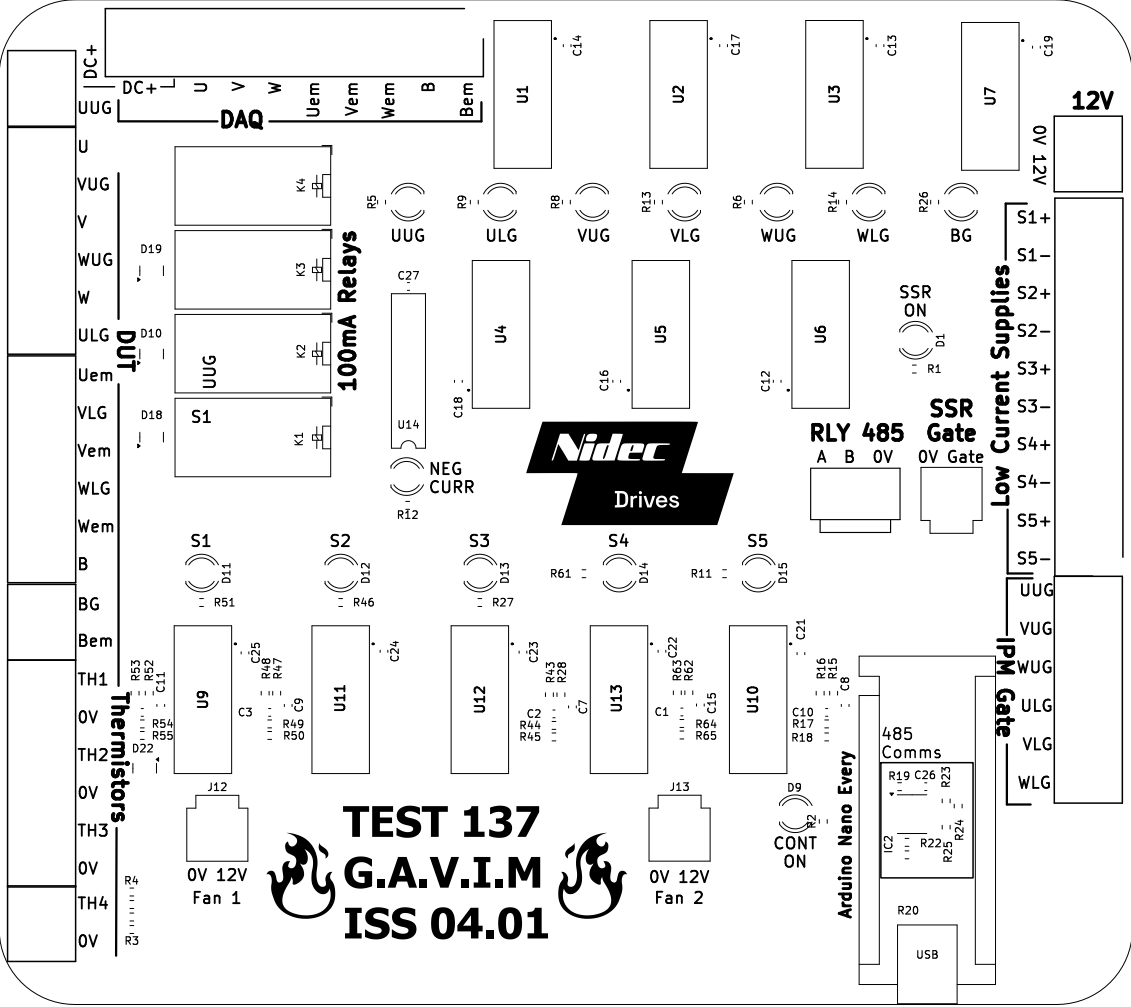 DC+
DC+
U
V
W
Uem
Vem
Wem
B
Bem
DAQ
UUG
U
VUG
V
WUG
W
ULG
Uem
VLG
Vem
WLG
Wem
B
BG
Bem
TH1
0V
TH2
0V
TH3
0V
TH4
0V
DUT
Thermistors
U1
C14
U2
C17
U3
C13
U7
C19
12V
0V 12V
K4
K3
K2
UUG
K1
S1
100mA Relays
D19
D10
D18
R5
UUG
R9
ULG
R8
VUG
R13
VLG
R6
WUG
R14
WLG
R26
BG
S1+
S1-
S2+
S2-
S3+
S3-
S4+
S4-
S5+
S5-
Low Current Supplies
C27
U14
U4
C18
U5
C16
U6
C12
SSR
ON
D1
R1
NEG
CURR
R12
Nidec
Drives
RLY 485
A B 0V
SSR
Gate
0V Gate
S1
D11
R51
S2
D12
R46
S3
D13
R27
S4
D14
R61
S5
D15
R11
UUG
VUG
WUG
ULG
VLG
WLG
IPM Gate
R53
R52
C11
R54
R55
D22
U9
C25
C3
R48
R47
C9
R49
R50
U11
C24
U12
C23
R43
R28
C2
C7
R44
R45
U13
C22
C1
R63
R62
C15
R64
R65
U10
C21
R16
R15
C8
C10
R17
R18
J12
0V 12V
Fan 1
TEST 137
G.A.V.I.M
ISS 04.01
J13
0V 12V
Fan 2
D9
R2
CONT
ON
Arduino Nano Every
485
Comms
R19
C26
R23
R24
IC2
R22
R25
R20
USB
R4
R3